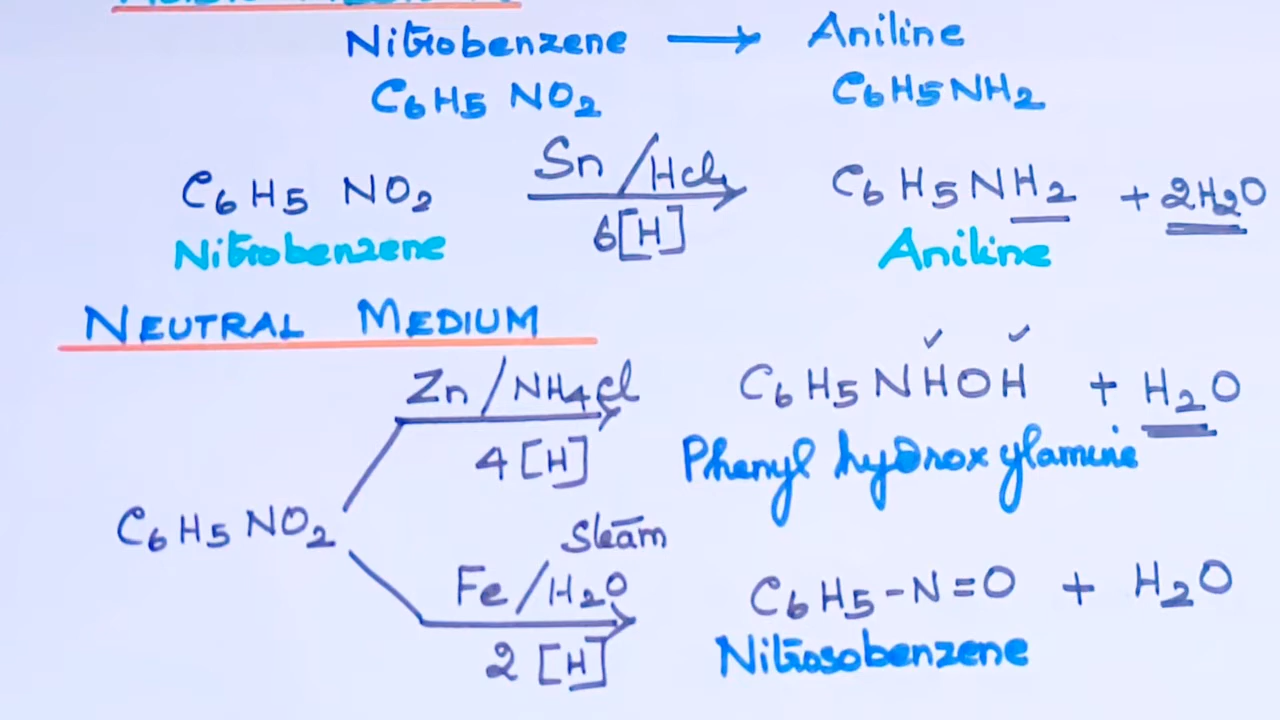 Nitrobenzene → Aniline
C6H5 NO2 C6H5NH2
C6H5 NO2 Sn/HCl 6[H] C6H5NH2 + 2H2O
Nitrobenzene Aniline
NEUTRAL MEDIUM
Zn/NH4Cl C6H5NHOH + H2O
4[H] Phenyl hydroxylamine
C6H5NO2
Steam
Fe/H2O C6H5-N=O + H2O
2[H] Nitrosobenzene